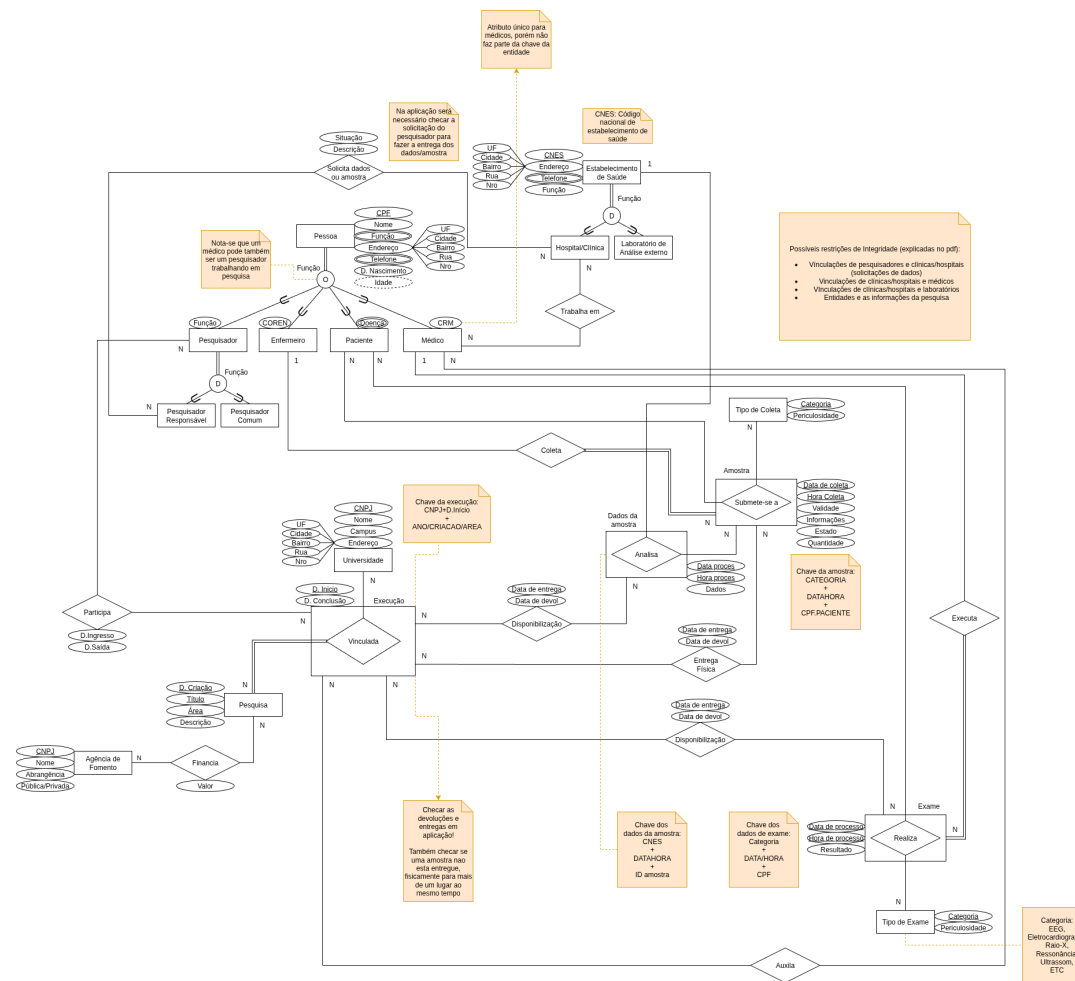 Atributo único para
médicos, porém não
faz parte da chave da
entidade
Na aplicação será
necessário checar a
solicitação do
pesquisador para
fazer a entrega dos
dados/amostra
CNES: Código
nacional de
estabelecimento de
saúde
Situação
Descrição
Solicita dados
ou amostra
UF
Cidade
Bairro
Rua
Nro
CNES
Endereço
Telefone
Função
Estabelecimento
de Saúde
1
Função
D
Hospital/Clínica
Laboratório de
Análise externo
N
N
Nota-se que um
médico pode também
ser um pesquisador
trabalhando em
pesquisa
Pessoa
CPF
Nome
Função
Endereço
Telefone
D. Nascimento
Idade
UF
Cidade
Bairro
Rua
Nro
Função
O
Possíveis restrições de Integridade (explicadas no pdf):
• Vinculações de pesquisadores e clínicas/hospitais
(solicitações de dados)
• Vinculações de clínicas/hospitais e médicos
• VInculações de clínicas/hospitais e laboratórios
• Entidades e as informações da pesquisa
Trabalha em
Função
COREN
Doença
CRM
Pesquisador
Enfermeiro
Paciente
Médico
N
N
1
N
N
1
N
Função
D
Pesquisador
Responsável
Pesquisador
Comum
N
Tipo de Coleta
Categoria
Periculosidade
N
Coleta
Amostra
Submete-se a
Data de coleta
Hora Coleta
Validade
Informações
Estado
Quantidade
N
N
N
Chave da execução:
CNPJ+D.Início
+
ANO/CRIACAO/AREA
CNPJ
Nome
Campus
Endereço
UF
Cidade
Bairro
Rua
Nro
Universidade
N
Dados da
amostra
Analisa
Data proces
Hora proces
Dados
N
Chave da amostra:
CATEGORIA
+
DATAHORA
+
CPF.PACIENTE
D. Inicio
D. Conclusão
Execução
Vinculada
N
N
N
N
N
Data de entrega
Data de devol
Disponibilização
Participa
D.Ingresso
D.Saída
Executa
Data de entrega
Data de devol
Entrega
Física
D. Criação
Título
Área
Descrição
Pesquisa
N
N
Data de entrega
Data de devol
Disponibilização
CNPJ
Nome
Abrangência
Pública/Privada
Agência de
Fomento
N
Financia
Valor
Checar as
devoluções e
entregas em
aplicação!
Também checar se
uma amostra nao
esta entregue,
fisicamente para mais
de um lugar ao
mesmo tempo
Chave dos
dados da amostra:
CNES
+
DATAHORA
+
ID amostra
Chave dos
dados de exame:
Categoria
+
DATA/HORA
+
CPF
Exame
Data de processo
Hora de processo
Resultado
Realiza
N
N
Tipo de Exame
Categoria
Periculosidade
Categoria:
EEG,
Raio-X,
Ultrassom,
ETC
Auxila